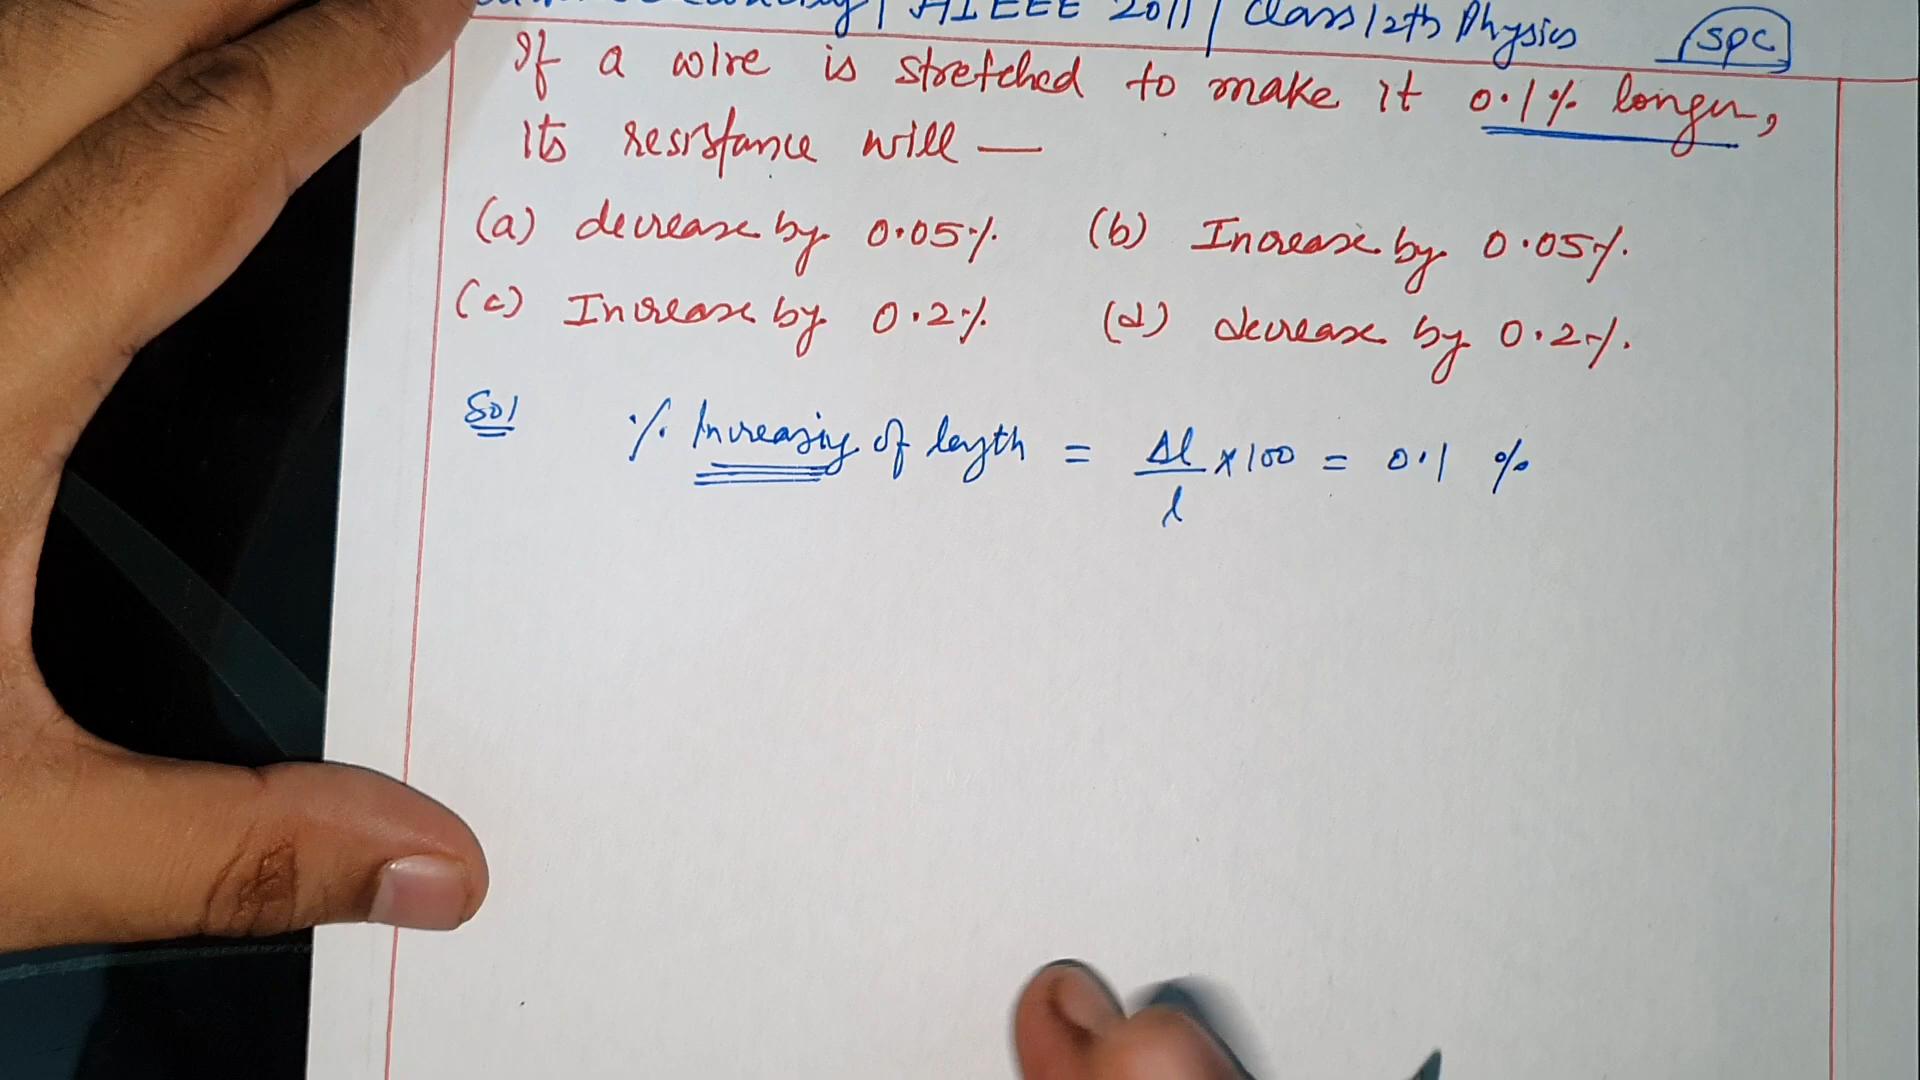 | AIEEE 2011 | Class 12th Physics SPC
If a wire is stretched to make it 0.1% longer,
its resistance will —
(a) decrease by 0.05% (b) Increase by 0.05%.
(c) Increase by 0.2% (d) decrease by 0.2%.
Sol % Increasing of length = Δl/l × 100 = 0.1 %